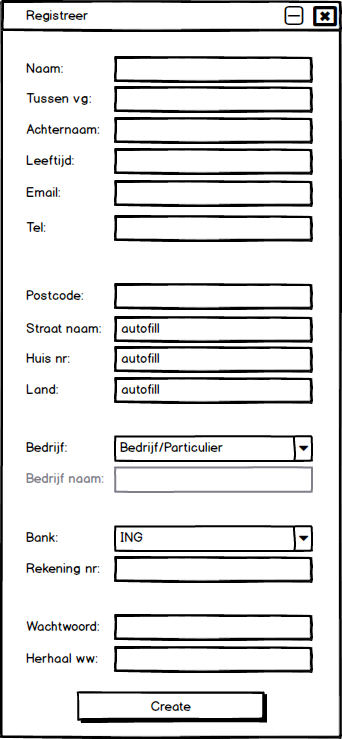 Registreer
Naam:
Tussen vg:
Achternaam:
Leeftijd:
Email:
Tel:
Postcode:
Straat naam: autofill
Huis nr: autofill
Land: autofill
Bedrijf: Bedrijf/Particulier
Bedrijf naam:
Bank: ING
Rekening nr:
Wachtwoord:
Herhaal ww:
Create